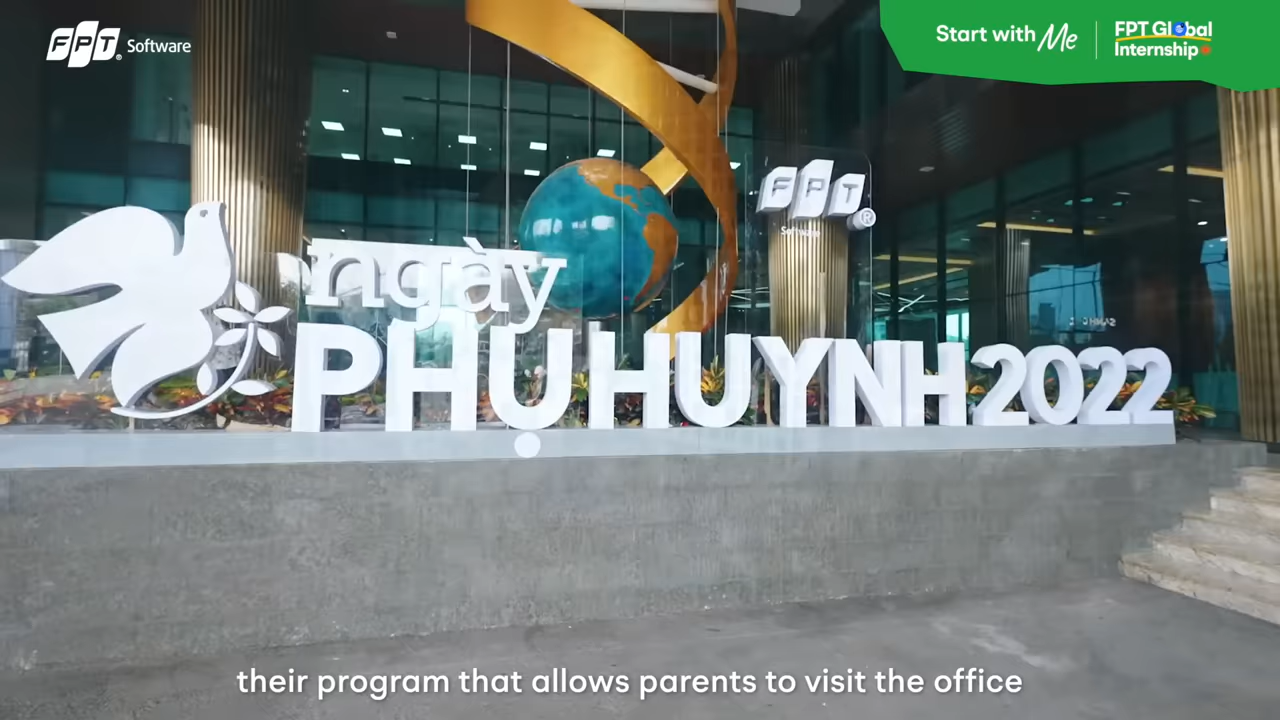 FPT® Software
Start with Me
FPT Global
Internship
FPT®
Software
ngày
PHỤ HUYNH 2022
their program that allows parents to visit the office